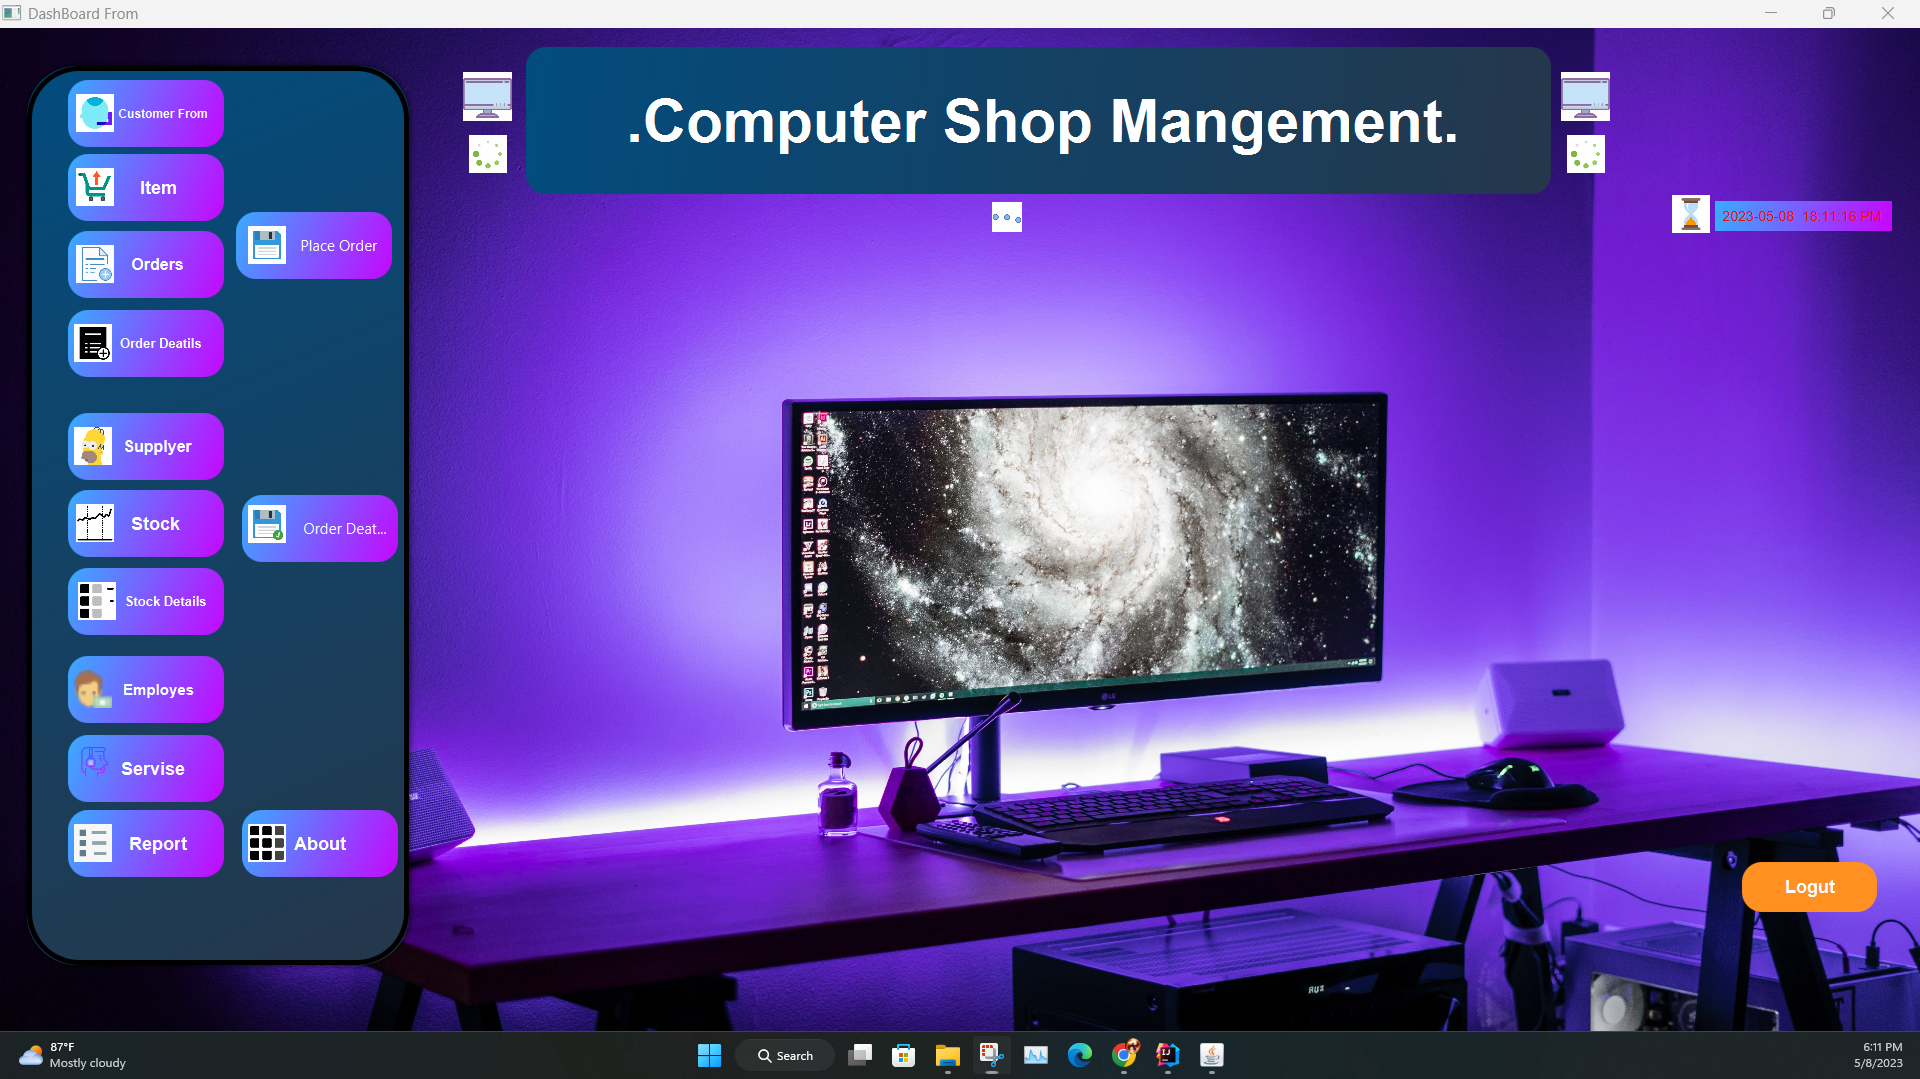 DashBoard From
.Computer Shop Mangement.
Customer From
Item
Orders
Place Order
Order Deatils
Supplyer
Stock
Order Deat...
Stock Details
Employes
Servise
Report
About
2023-05-08 18:11:16 PM
LG
Logut
87°F
Mostly cloudy
Search
6:11 PM
5/8/2023